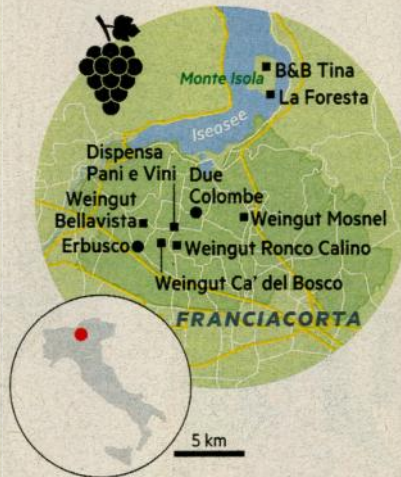 Monte Isola
B&B Tina
La Foresta
Iseosee
Dispensa
Pani e Vini
Due
Colombe
Weingut
Bellavista
Weingut Mosnel
Erbusco
Weingut Ronco Calino
Weingut Ca' del Bosco
FRANCIACORTA
5 km